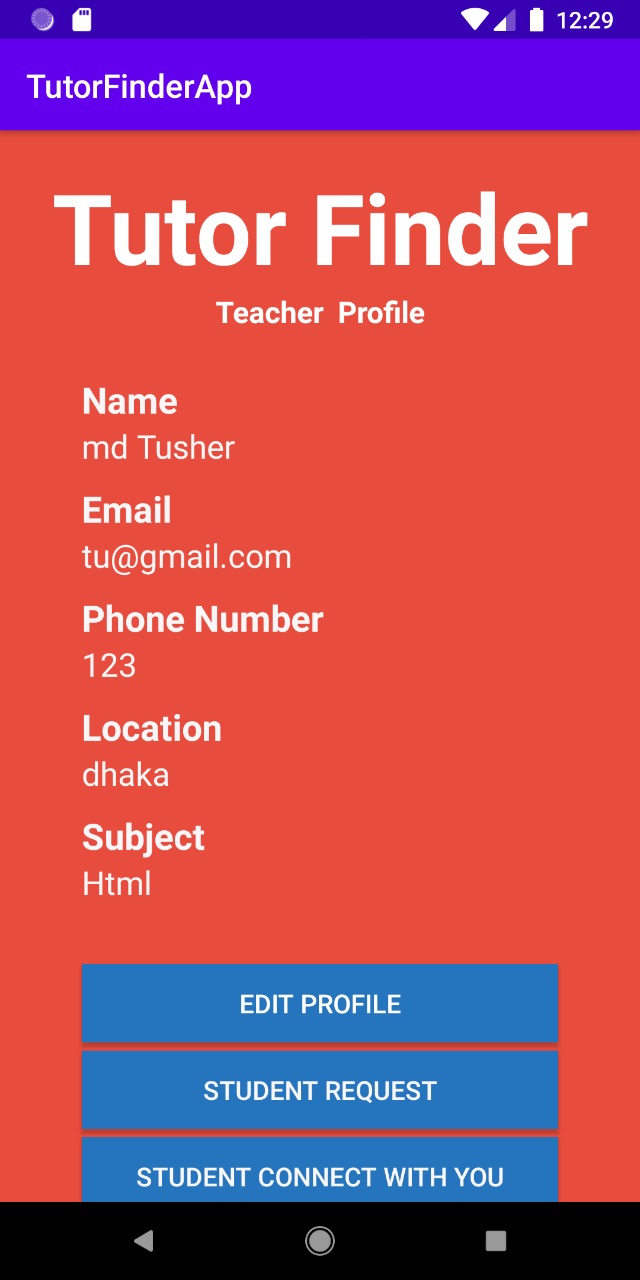 12:29
TutorFinderApp
Tutor Finder
Teacher Profile
Name
md Tusher
Email
tu@gmail.com
Phone Number
123
Location
dhaka
Subject
Html
EDIT PROFILE
STUDENT REQUEST
STUDENT CONNECT WITH YOU